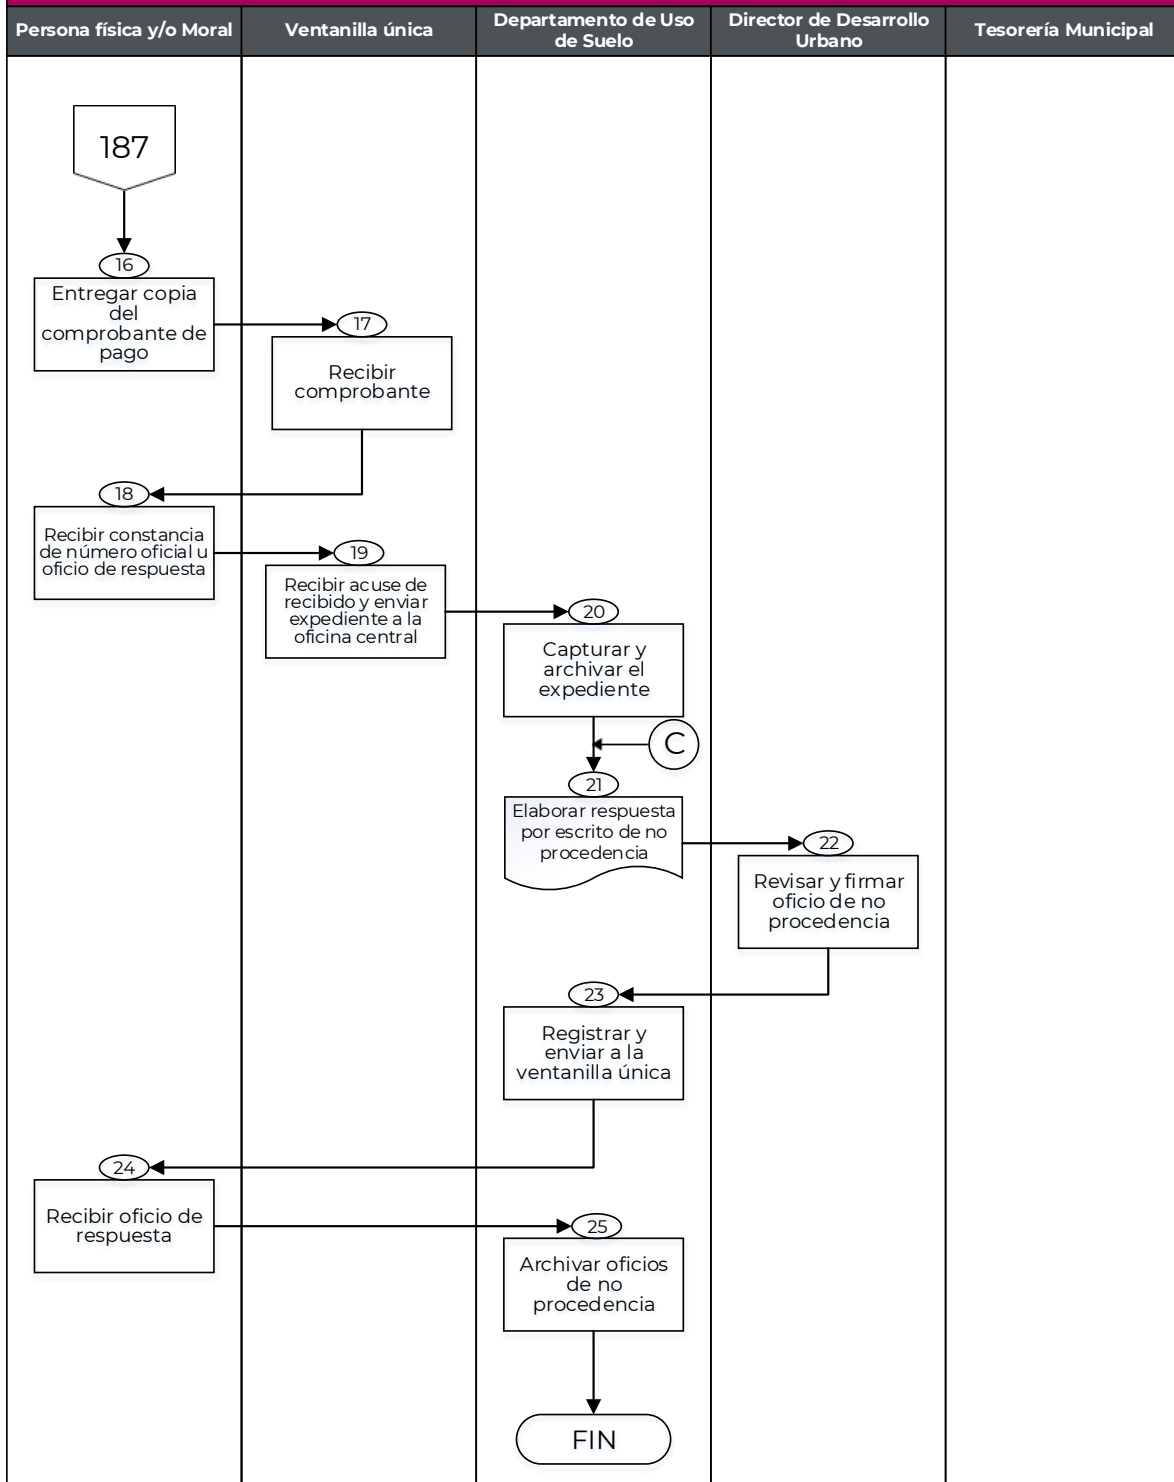 Persona física y/o Moral
Ventanilla única
Departamento de Uso
de Suelo
Director de Desarrollo
Urbano
Tesorería Municipal
187
16
Entregar copia
del
comprobante de
pago
17
Recibir
comprobante
18
Recibir constancia
de número oficial u
oficio de respuesta
19
Recibir acuse de
recibido y enviar
expediente a la
oficina central
20
Capturar y
archivar el
expediente
C
21
Elaborar respuesta
por escrito de no
procedencia
22
Revisar y firmar
oficio de no
procedencia
23
Registrar y
enviar a la
ventanilla única
24
Recibir oficio de
respuesta
25
Archivar oficios
de no
procedencia
FIN